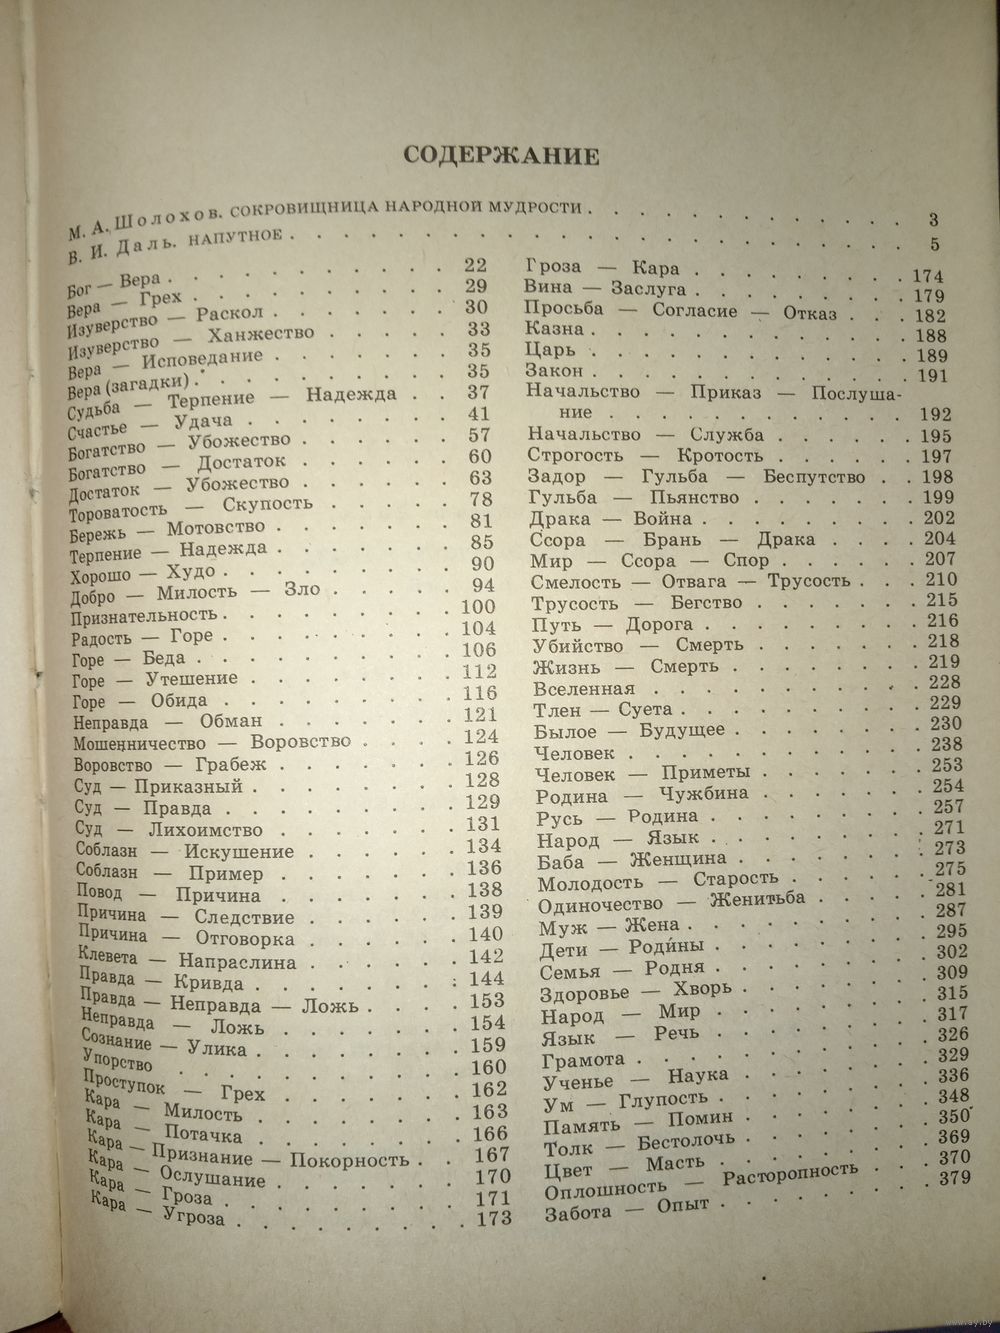 СОДЕРЖАНИЕ
М. А. Шолохов. СОКРОВИЩНИЦА НАРОДНОЙ МУДРОСТИ . . . . . . . . . . 3
В. И. Даль. НАПУТНОЕ . . . . . . . . . . 5
Бог — Вера . . . . . . 22
Вера — Грех . . . . . . 29
Изуверство — Раскол . . . . . . 30
Изуверство — Ханжество . . . . . 33
Вера — Исповедание . . . . . . 35
Вера (загадки) . . . . . . 35
Судьба — Терпение — Надежда . . 37
Счастье — Удача . . . . . . 41
Богатство — Убожество . . . . . 57
Богатство — Достаток . . . . . 60
Достаток — Убожество . . . . . 63
Тороватость — Скупость . . . . . 78
Бережь — Мотовство . . . . . . 81
Терпение — Надежда . . . . . . 85
Хорошо — Худо . . . . . . 90
Добро — Милость — Зло . . . . . 94
Признательность . . . . . . 100
Радость — Горе . . . . . . 104
Горе — Беда . . . . . . 106
Горе — Утешение . . . . . . 112
Горе — Обида . . . . . . 116
Неправда — Обман . . . . . . 121
Мошенничество — Воровство . . . . 124
Воровство — Грабеж . . . . . . 126
Суд — Приказный . . . . . . 128
Суд — Правда . . . . . . 129
Суд — Лихоимство . . . . . . 131
Соблазн — Искушение . . . . . 134
Соблазн — Пример . . . . . . 136
Повод — Причина . . . . . . 138
Причина — Следствие . . . . . 139
Причина — Отговорка . . . . . 140
Клевета — Напраслина . . . . . 142
Правда — Кривда . . . . . . 144
Правда — Неправда — Ложь . . . . 153
Неправда — Ложь . . . . . . 154
Сознание — Улика . . . . . . 159
Упорство . . . . . . 160
Проступок — Грех . . . . . . 162
Кара — Милость . . . . . . 163
Кара — Потачка . . . . . . 166
Кара — Признание — Покорность . . 167
Кара — Ослушание . . . . . . 170
Кара — Гроза . . . . . . 171
Кара — Угроза . . . . . . 173
Гроза — Кара . . . . . . 174
Вина — Заслуга . . . . . . 179
Просьба — Согласие — Отказ . . . 182
Казна . . . . . . 188
Царь . . . . . . 189
Закон . . . . . . 191
Начальство — Приказ — Послуша-
ние . . . . . . 192
Начальство — Служба . . . . . . 195
Строгость — Кротость . . . . . . 197
Задор — Гульба — Беспутство . . 198
Гульба — Пьянство . . . . . . 199
Драка — Война . . . . . . 202
Ссора — Брань — Драка . . . . 204
Мир — Ссора — Спор . . . . . . 207
Смелость — Отвага — Трусость . . . 210
Трусость — Бегство . . . . . . 215
Путь — Дорога . . . . . . 216
Убийство — Смерть . . . . . . 218
Жизнь — Смерть . . . . . . 219
Вселенная . . . . . . 228
Тлен — Суета . . . . . . 229
Былое — Будущее . . . . . . 230
Человек . . . . . . 238
Человек — Приметы . . . . . . 253
Родина — Чужбина . . . . . . 254
Русь — Родина . . . . . . 257
Народ — Язык . . . . . . 271
Баба — Женщина . . . . . . 273
Молодость — Старость . . . . . . 275
Одиночество — Женитьба . . . . . 281
Муж — Жена . . . . . . 287
Дети — Родины . . . . . . 295
Семья — Родня . . . . . . 302
Здоровье — Хворь . . . . . . 309
Народ — Мир . . . . . . 315
Язык — Речь . . . . . . 317
Грамота . . . . . . 326
Ученье — Наука . . . . . . 329
Ум — Глупость . . . . . . 336
Память — Помин . . . . . . 348
Толк — Бестолочь . . . . . . 350
Цвет — Масть . . . . . . 369
Оплошность — Расторопность . . . 370
Забота — Опыт . . . . . . 379
www.ay.by